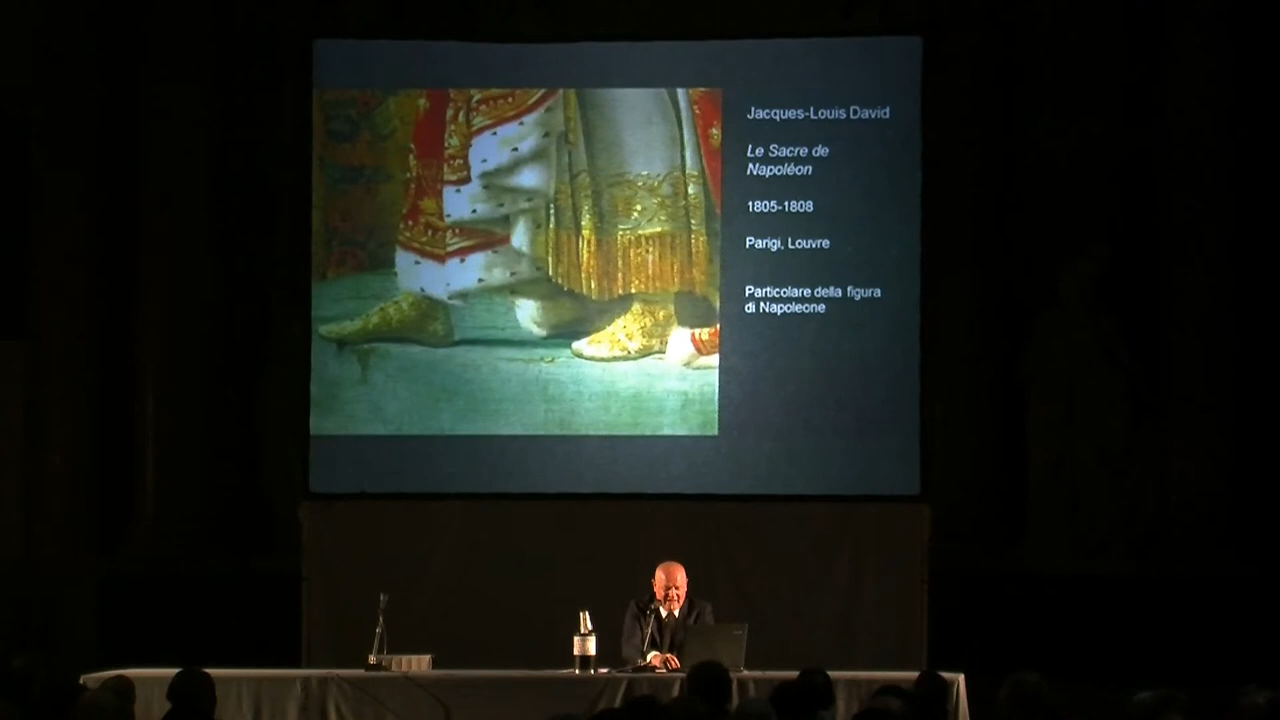 Jacques-Louis David
Le Sacre de
Napoléon
1805-1808
Parigi, Louvre
Particolare della figura
di Napoleone